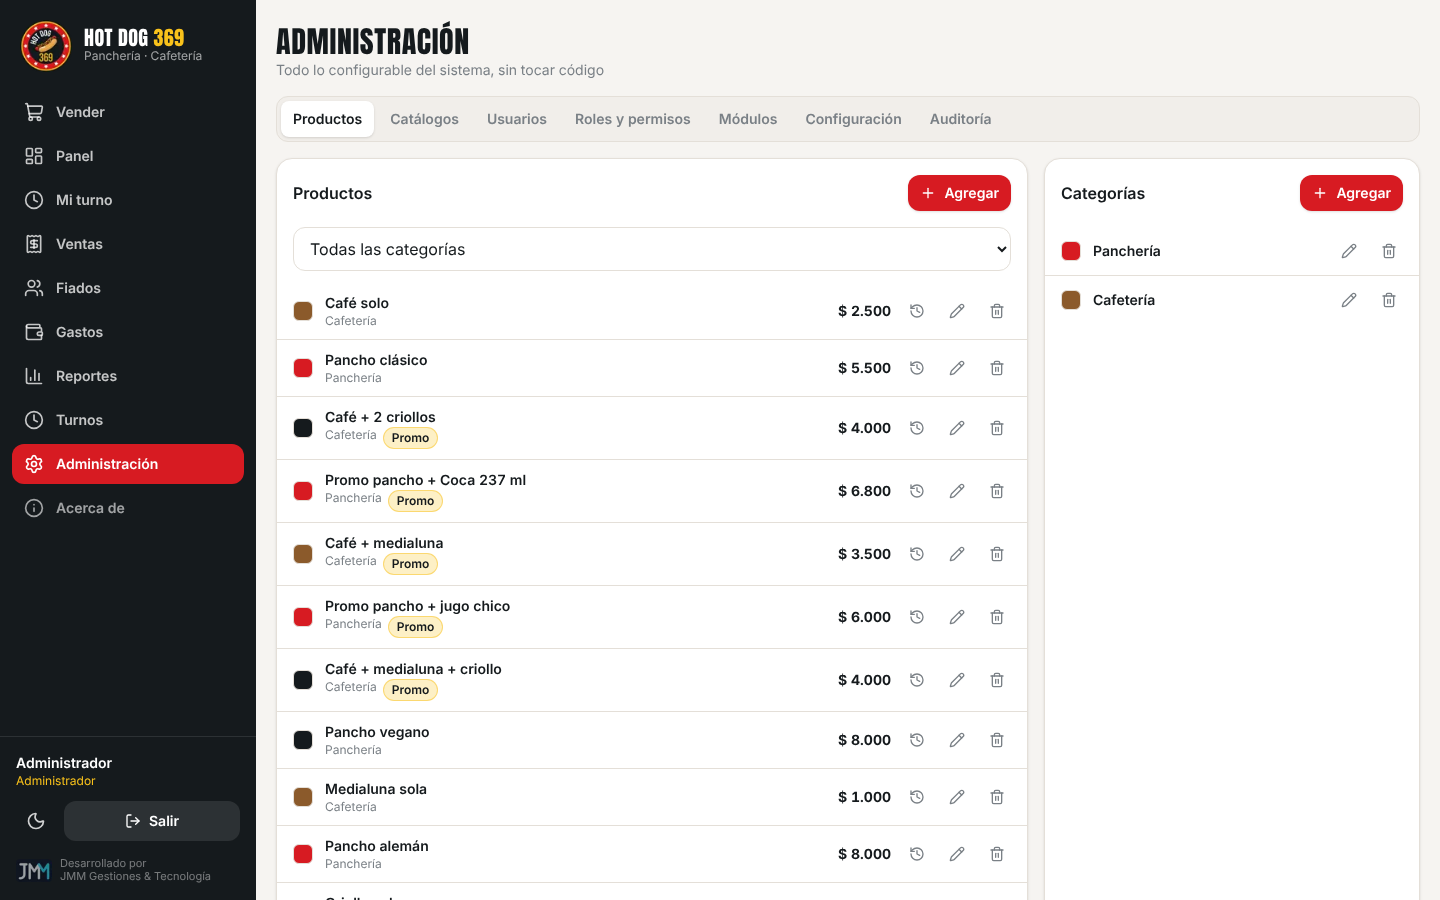 HOT DOG 369
Panchería · Cafetería
HOT DOG
369
Vender
Panel
Mi turno
Ventas
Fiados
Gastos
Reportes
Turnos
Administración
Acerca de
Administrador
Administrador
Salir
JMM
Desarrollado por
JMM Gestiones & Tecnología
ADMINISTRACIÓN
Todo lo configurable del sistema, sin tocar código
Productos Catálogos Usuarios Roles y permisos Módulos Configuración Auditoría
Productos
Agregar
Todas las categorías
Café solo
Cafetería
$ 2.500
Pancho clásico
Panchería
$ 5.500
Café + 2 criollos
Cafetería Promo
$ 4.000
Promo pancho + Coca 237 ml
Panchería Promo
$ 6.800
Café + medialuna
Cafetería Promo
$ 3.500
Promo pancho + jugo chico
Panchería Promo
$ 6.000
Café + medialuna + criollo
Cafetería Promo
$ 4.000
Pancho vegano
Panchería
$ 8.000
Medialuna sola
Cafetería
$ 1.000
Pancho alemán
Panchería
$ 8.000
Categorías
Agregar
Panchería
Cafetería